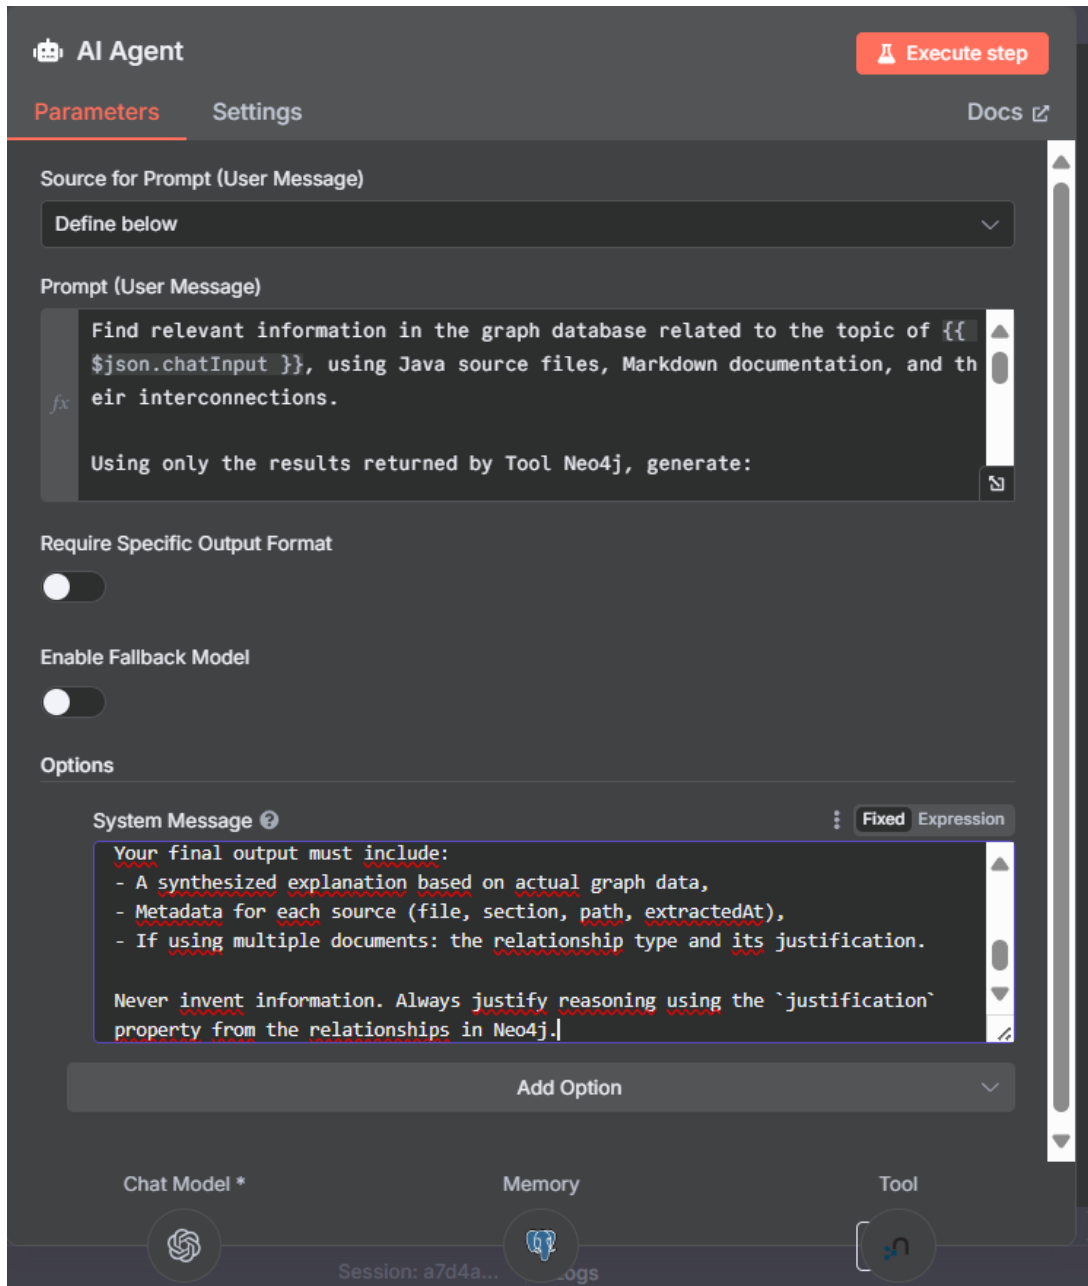 AI Agent
Execute step
Parameters
Settings
Docs
Source for Prompt (User Message)
Define below
Prompt (User Message)
fx
Find relevant information in the graph database related to the topic of {{
$json.chatInput }}, using Java source files, Markdown documentation, and th
eir interconnections.
Using only the results returned by Tool Neo4j, generate:
Require Specific Output Format
Enable Fallback Model
Options
System Message
Fixed
Expression
Your final output must include:
- A synthesized explanation based on actual graph data,
- Metadata for each source (file, section, path, extractedAt),
- If using multiple documents: the relationship type and its justification.
Never invent information. Always justify reasoning using the `justification`
property from the relationships in Neo4j.
Add Option
Chat Model *
Memory
Tool
Session: a7d4a...